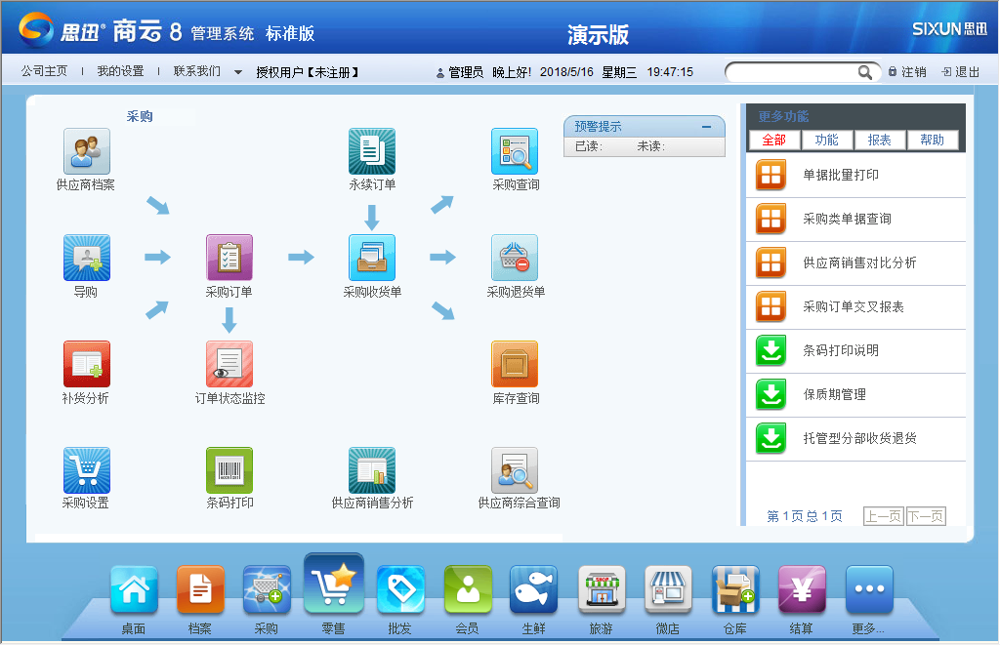 思迅® 商云 8 管理系统 标准版
演示版
SIXUN思迅
公司主页 | 我的设置 | 联系我们 授权用户【未注册】 管理员 晚上好! 2018/5/16 星期三 19:47:15 注销 退出
采购
供应商档案
永续订单
采购查询
导购
采购订单
采购收货单
采购退货单
补货分析
订单状态监控
库存查询
采购设置
条码打印
供应商销售分析
供应商综合查询
预警提示
已读: 未读:
更多功能
全部 功能 报表 帮助
单据批量打印
采购类单据查询
供应商销售对比分析
采购订单交叉报表
条码打印说明
保质期管理
托管型分部收货退货
第 1 页 总 1 页 上一页 下一页
SHOP
桌面 档案 采购 零售 批发 会员 生鲜 旅游 微店 仓库 结算 更多...